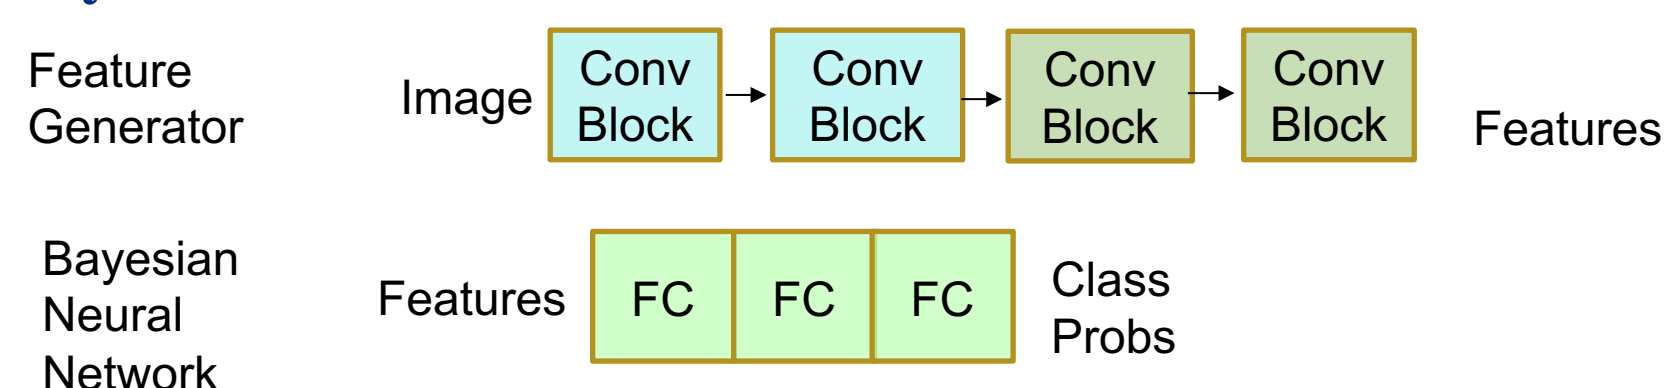 Feature
Generator
Image
Conv
Block
Conv
Block
Conv
Block
Conv
Block
Features
Bayesian
Neural
Network
Features
FC
FC
FC
Class
Probs